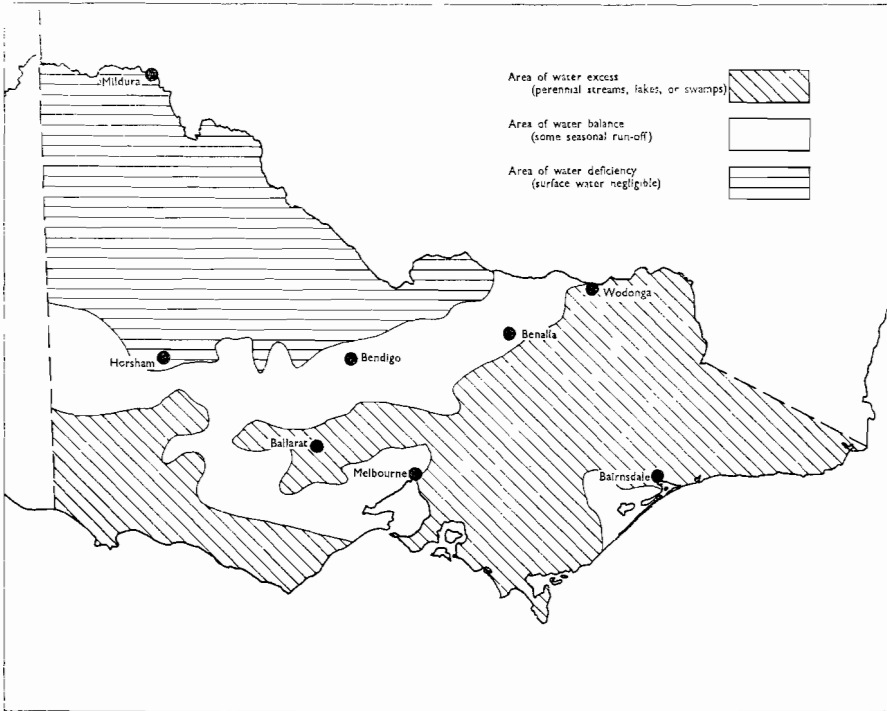 Area of water excess
(perennial streams, lakes, or swamps)
Area of water balance
(some seasonal run-off)
Area of water deficiency
(surface water negligible)
Mildura
Wodonga
Benalla
Horsham
Bendigo
Ballarat
Melbourne
Bairnsdale